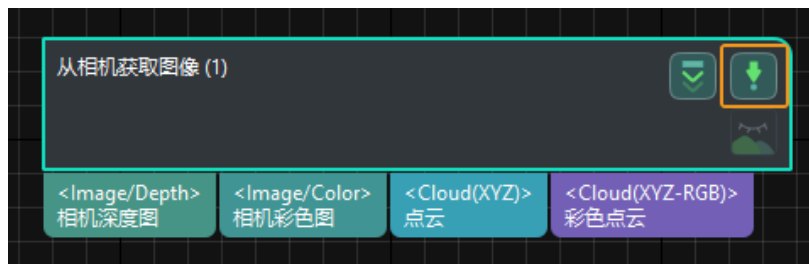 从相机获取图像 (1)
<Image/Depth>
相机深度图
<Image/Color>
相机彩色图
<Cloud(XYZ)>
点云
<Cloud(XYZ-RGB)>
彩色点云